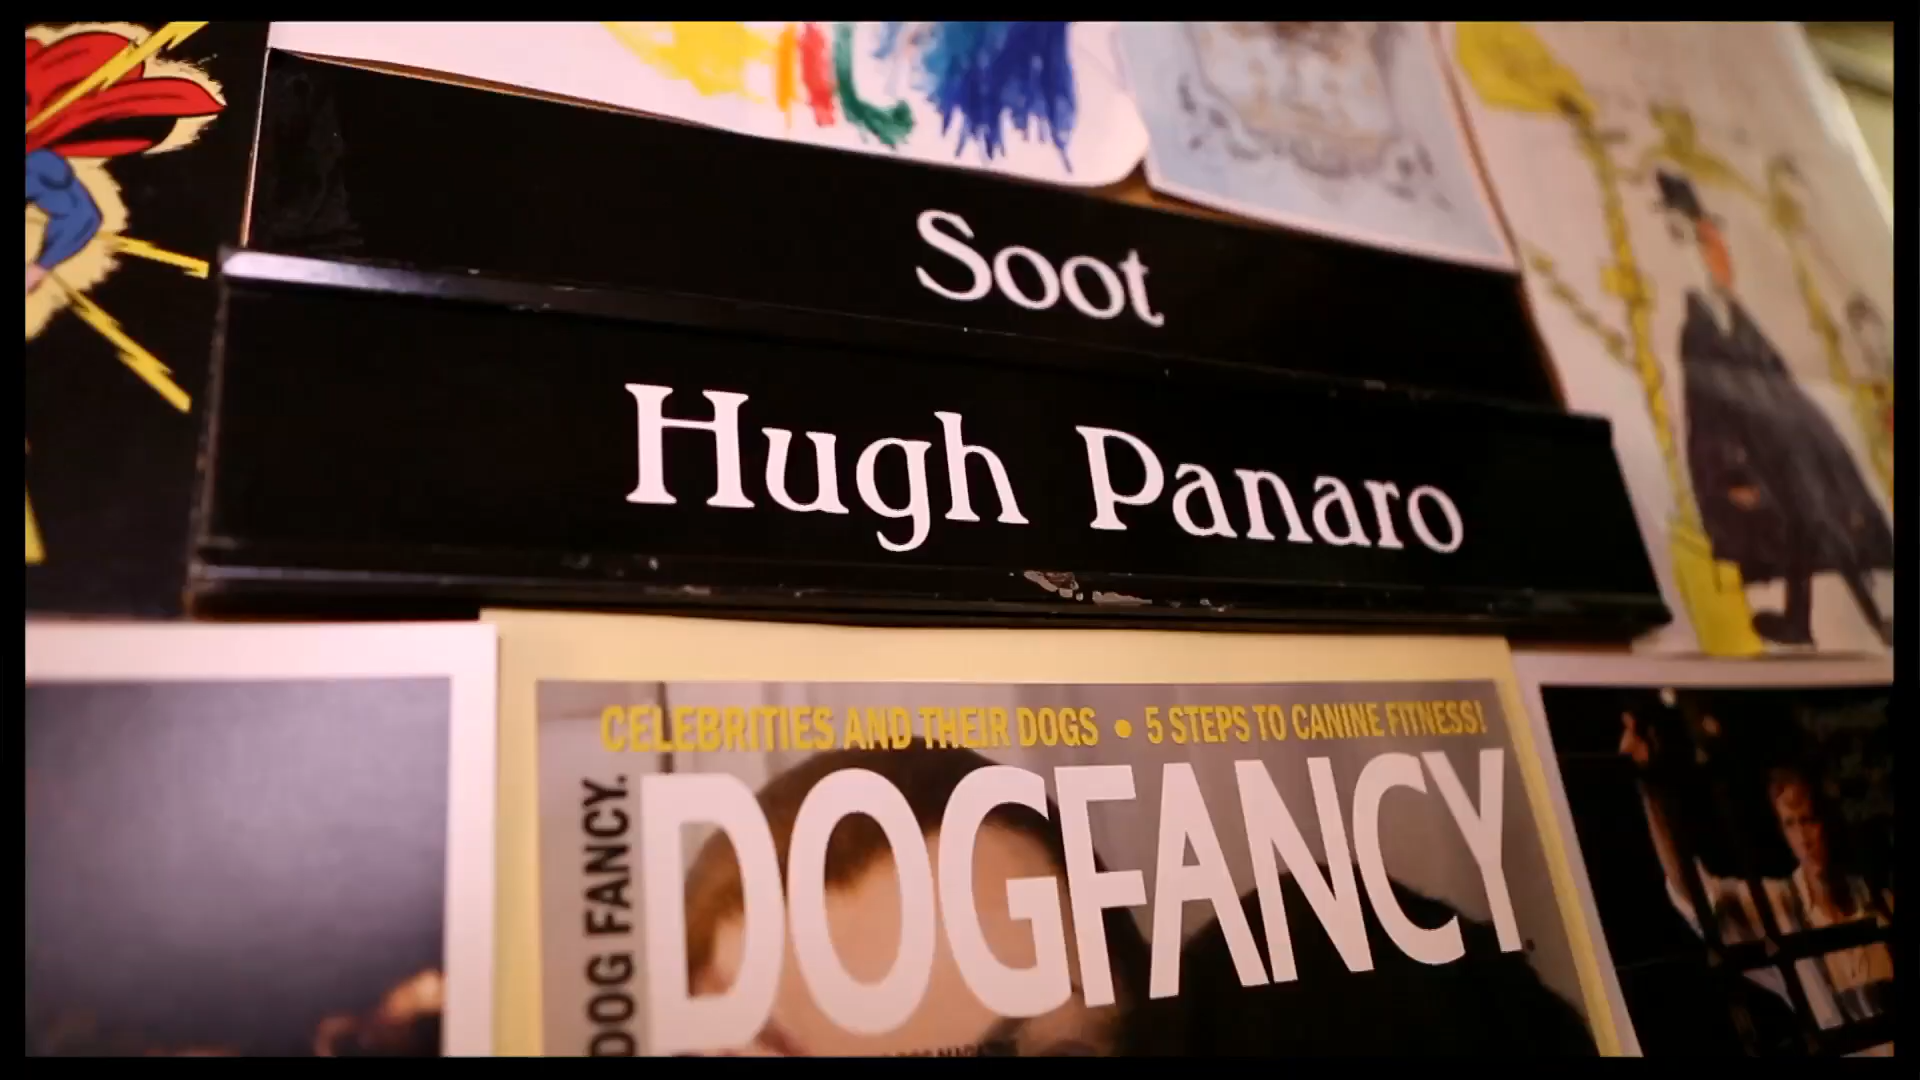 Soot
Hugh Panaro
CELEBRITIES AND THEIR DOGS • 5 STEPS TO CANINE FITNESS!
DOG FANCY.
DOGFANCY